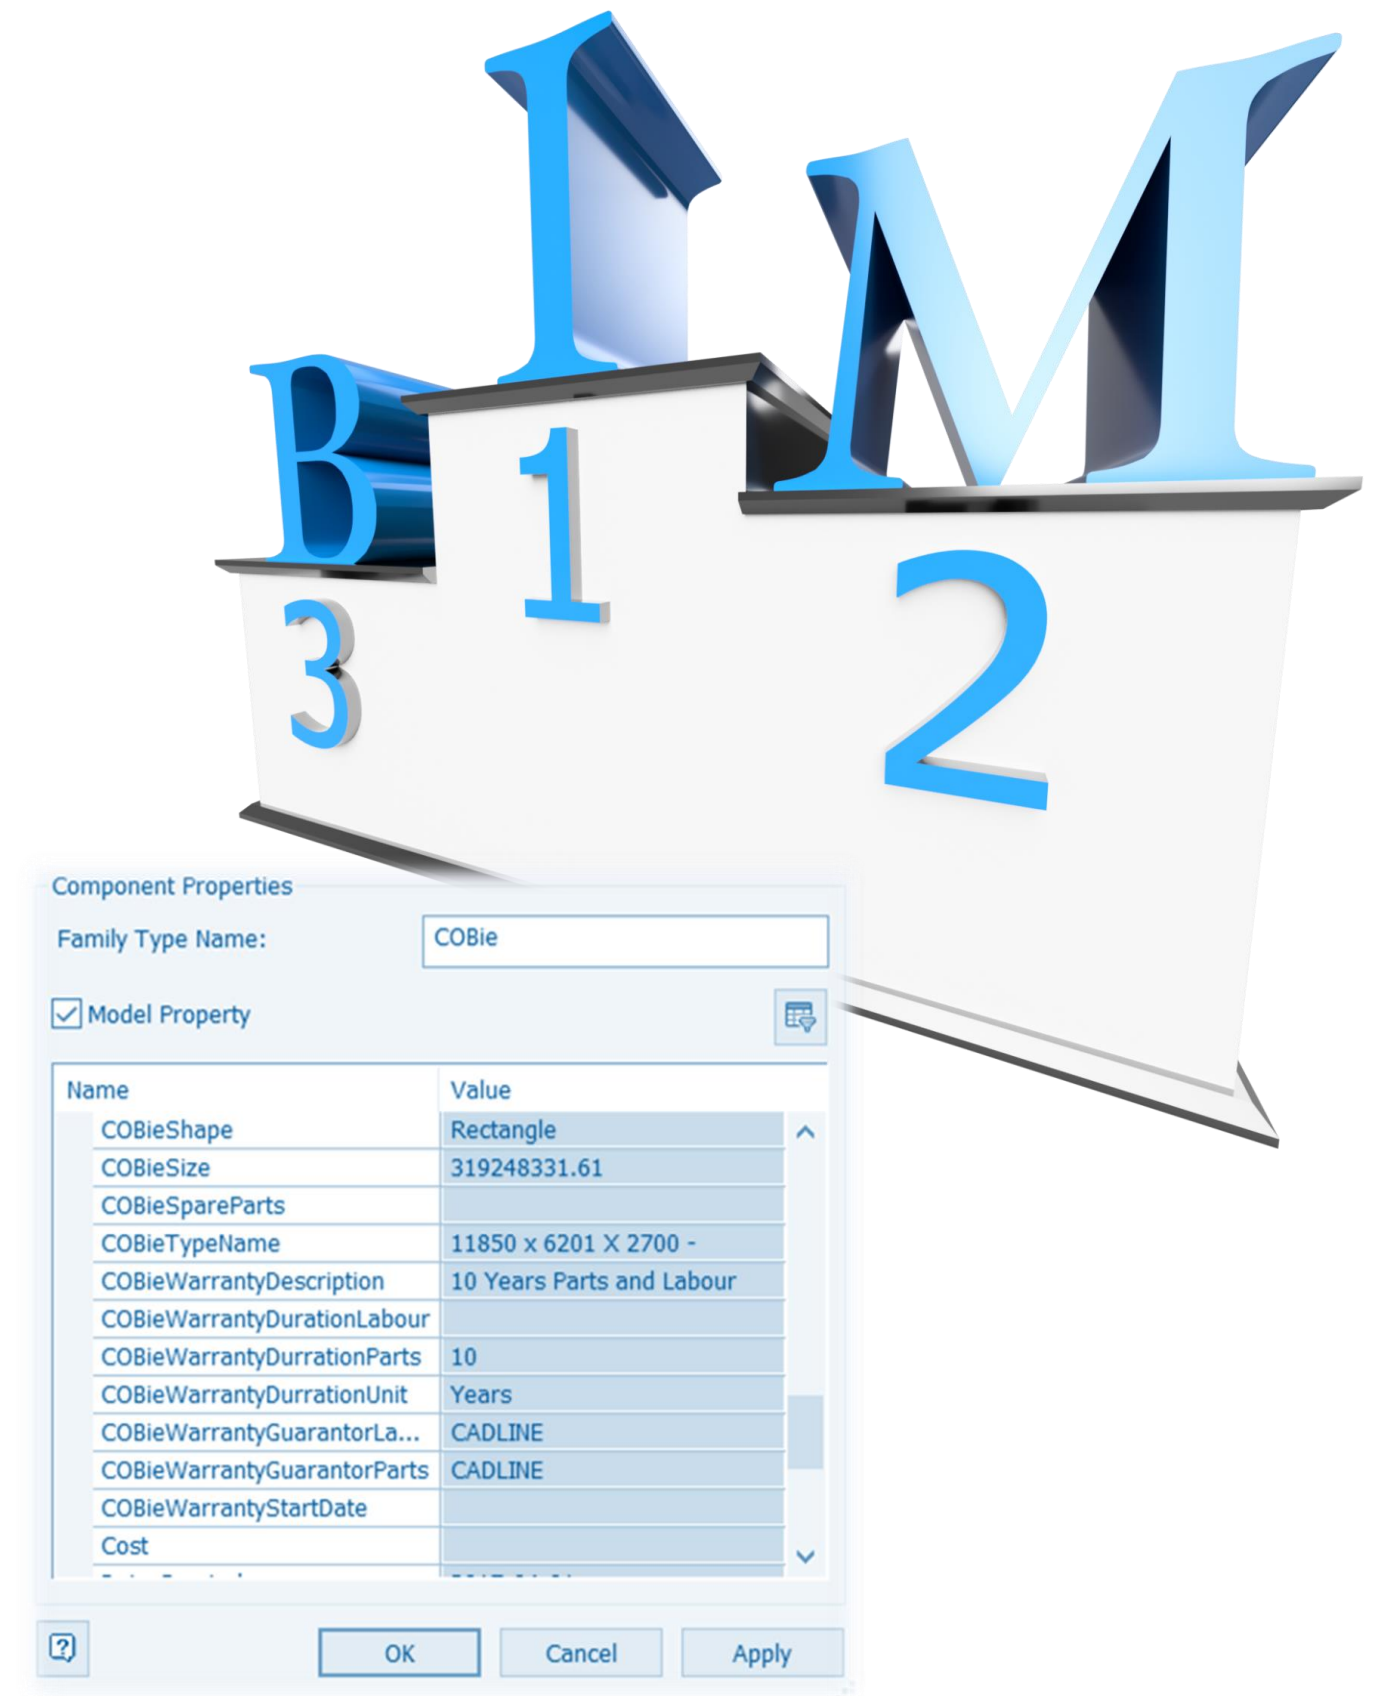 B I M
3 1 2
Component Properties
Family Type Name: COBie
Model Property
Name Value
COBieShape Rectangle
COBieSize 319248331.61
COBieSpareParts
COBieTypeName 11850 x 6201 X 2700 -
COBieWarrantyDescription 10 Years Parts and Labour
COBieWarrantyDurationLabour
COBieWarrantyDurrationParts 10
COBieWarrantyDurrationUnit Years
COBieWarrantyGuarantorLa... CADLINE
COBieWarrantyGuarantorParts CADLINE
COBieWarrantyStartDate
Cost
OK Cancel Apply